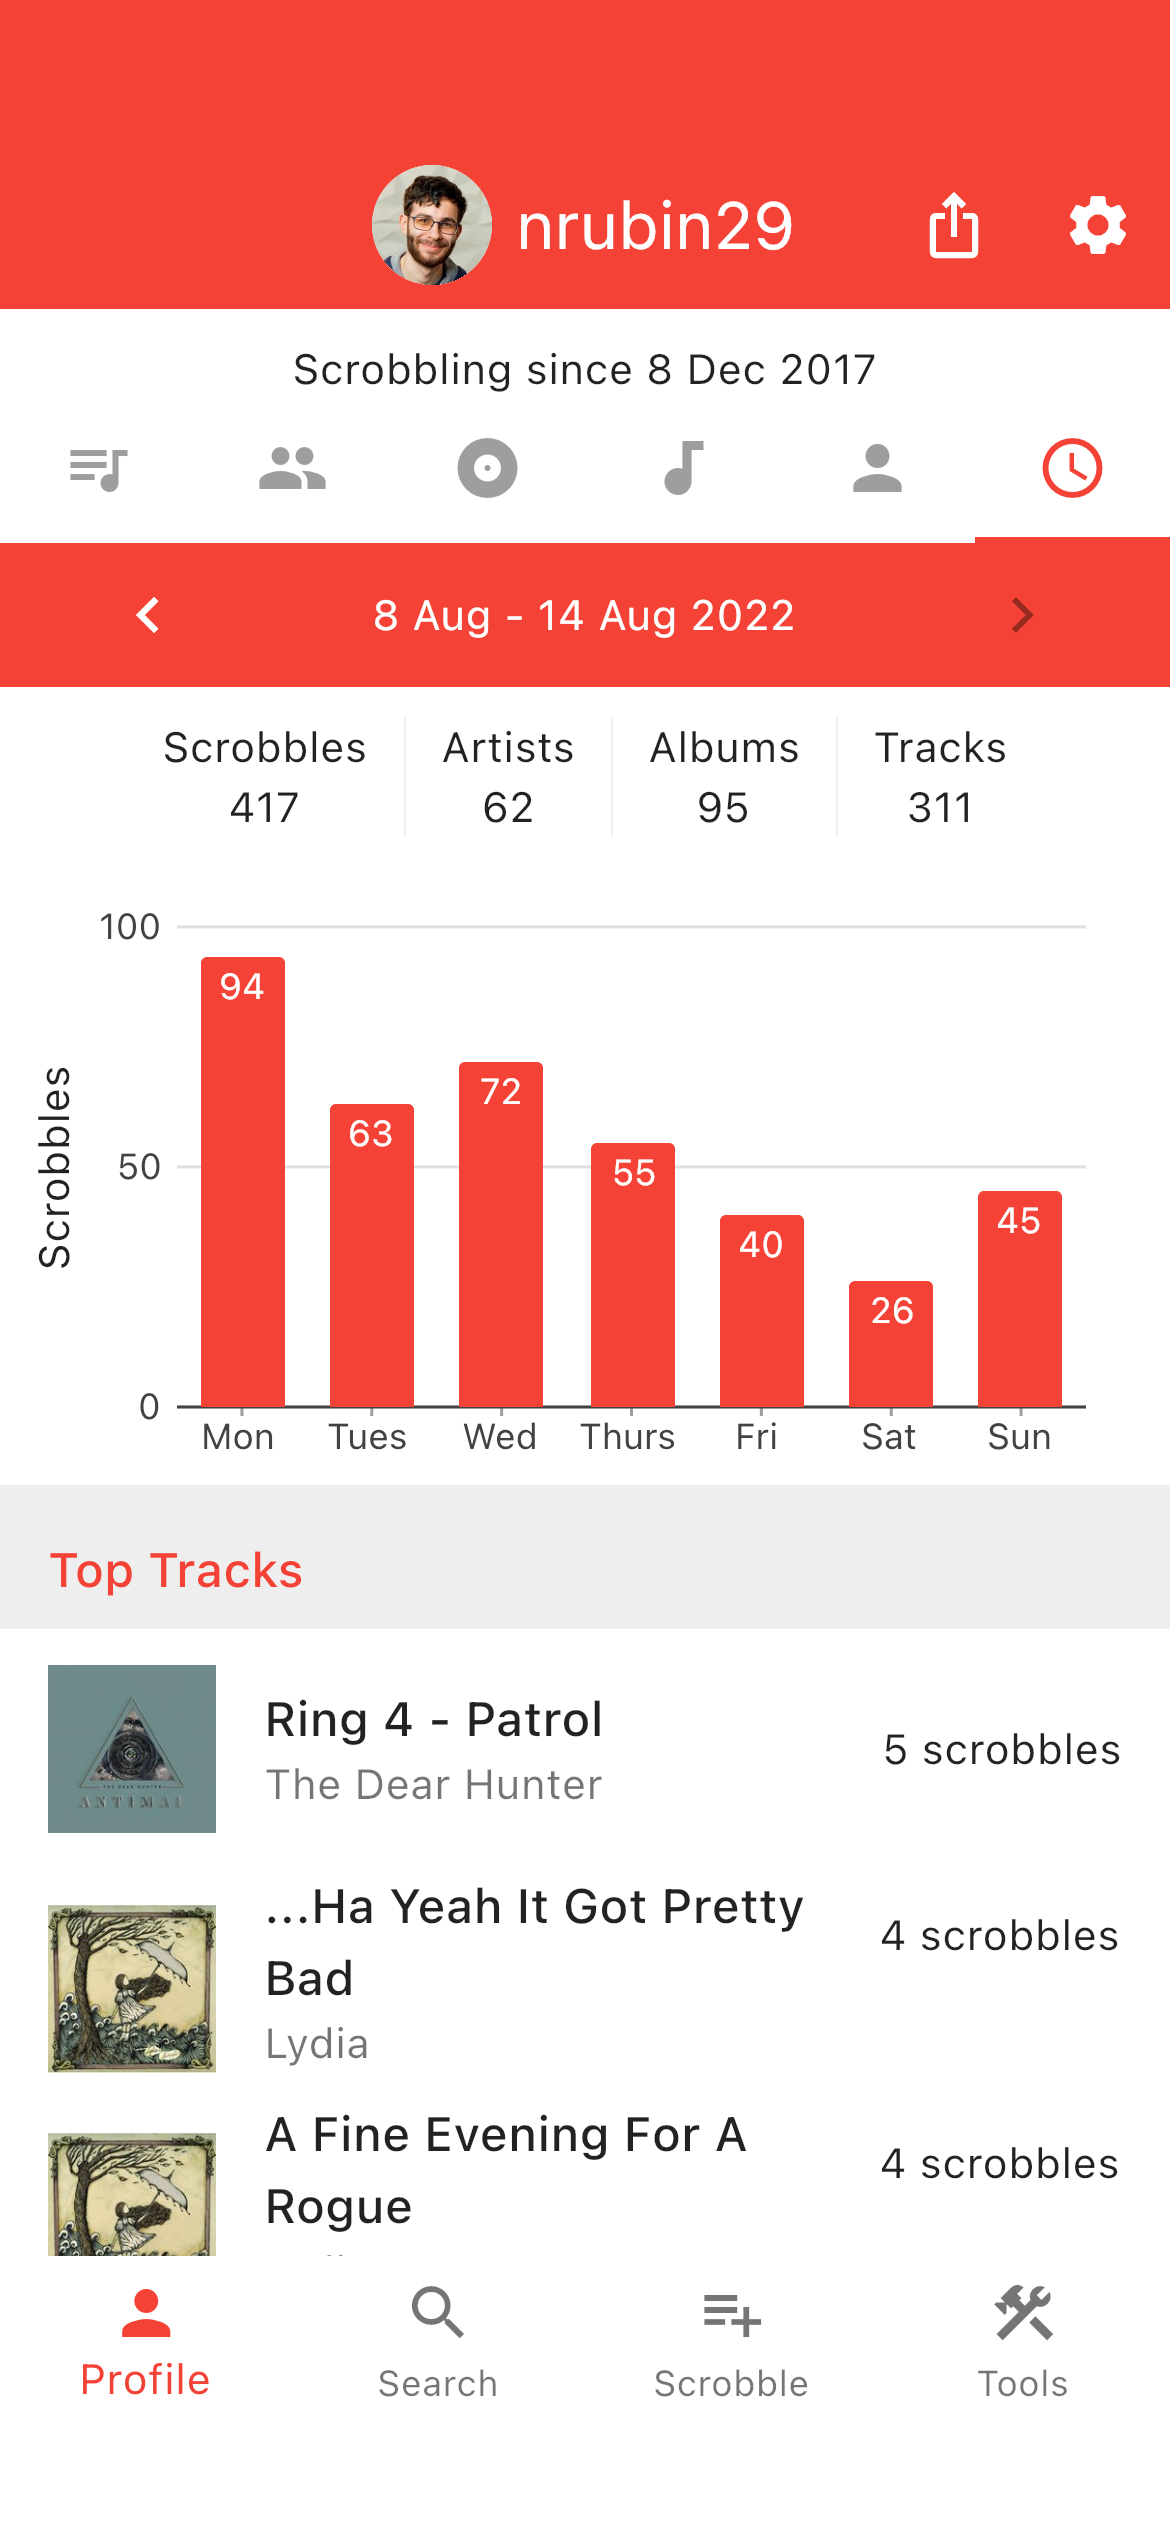 nrubin29
Scrobbling since 8 Dec 2017
8 Aug - 14 Aug 2022
Scrobbles Artists Albums Tracks
417 62 95 311
Scrobbles
100
50
0
94
63
72
55
40
26
45
Mon Tues Wed Thurs Fri Sat Sun
Top Tracks
THE DEAR HUNTER
ANTIMAI
Ring 4 - Patrol
The Dear Hunter
5 scrobbles
...Ha Yeah It Got Pretty
Bad
Lydia
4 scrobbles
A Fine Evening For A
Rogue
4 scrobbles
Profile Search Scrobble Tools